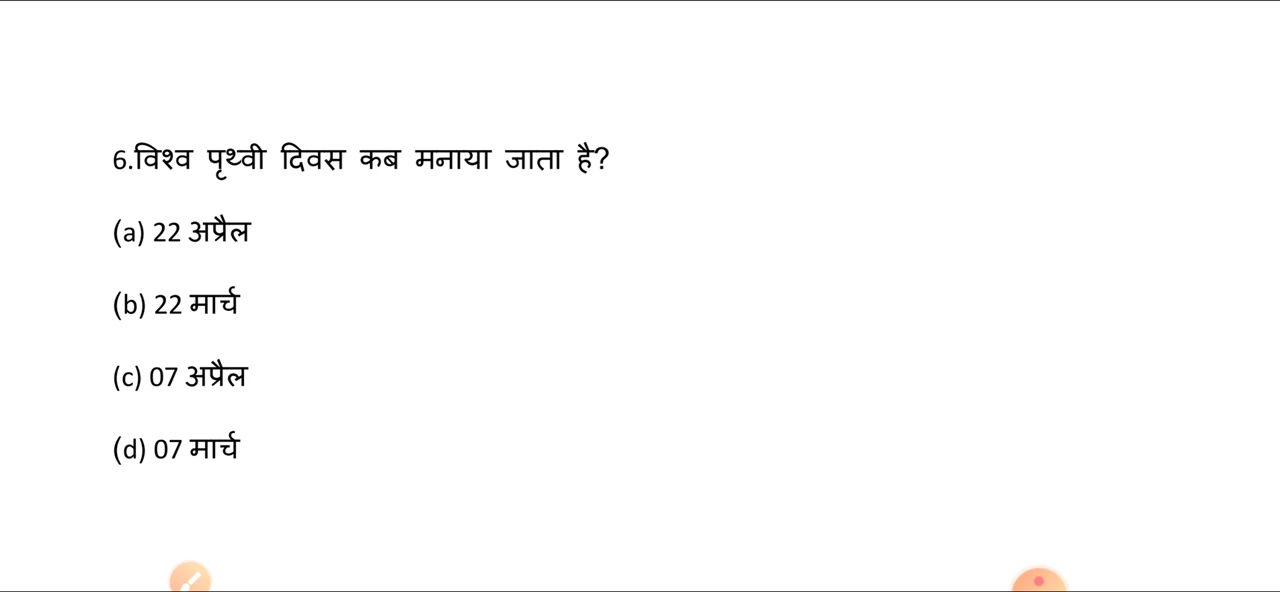 6.विश्व पृथ्वी दिवस कब मनाया जाता है?
(a) 22 अप्रैल
(b) 22 मार्च
(c) 07 अप्रैल
(d) 07 मार्च